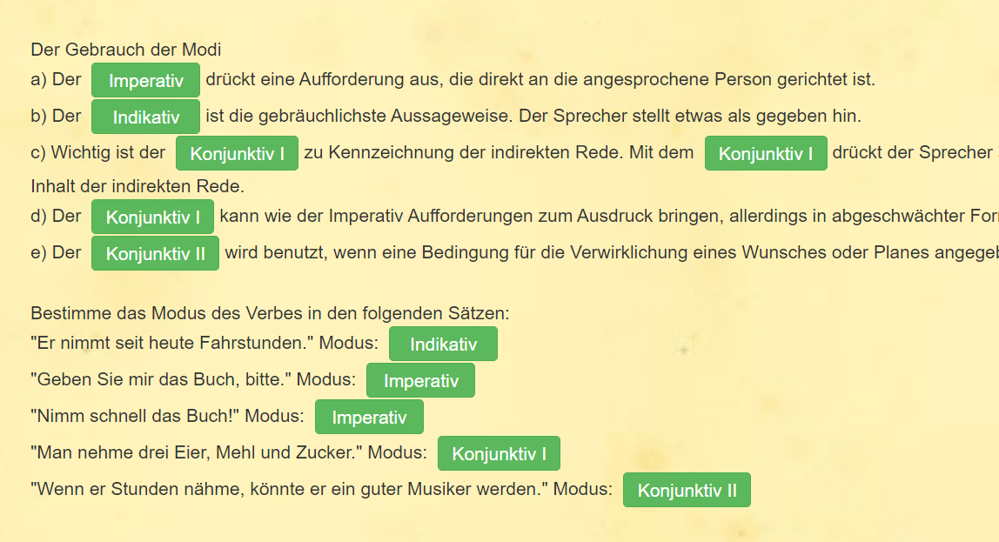 Der Gebrauch der Modi
a) Der Imperativ drückt eine Aufforderung aus, die direkt an die angesprochene Person gerichtet ist.
b) Der Indikativ ist die gebräuchlichste Aussageweise. Der Sprecher stellt etwas als gegeben hin.
c) Wichtig ist der Konjunktiv I zu Kennzeichnung der indirekten Rede. Mit dem Konjunktiv I drückt der Sprecher
Inhalt der indirekten Rede.
d) Der Konjunktiv I kann wie der Imperativ Aufforderungen zum Ausdruck bringen, allerdings in abgeschwächter
e) Der Konjunktiv II wird benutzt, wenn eine Bedingung für die Verwirklichung eines Wunsches oder Planes
Bestimme das Modus des Verbes in den folgenden Sätzen:
"Er nimmt seit heute Fahrstunden." Modus: Indikativ
"Geben Sie mir das Buch, bitte." Modus: Imperativ
"Nimm schnell das Buch!" Modus: Imperativ
"Man nehme drei Eier, Mehl und Zucker." Modus: Konjunktiv I
"Wenn er Stunden nähme, könnte er ein guter Musiker werden." Modus: Konjunktiv II